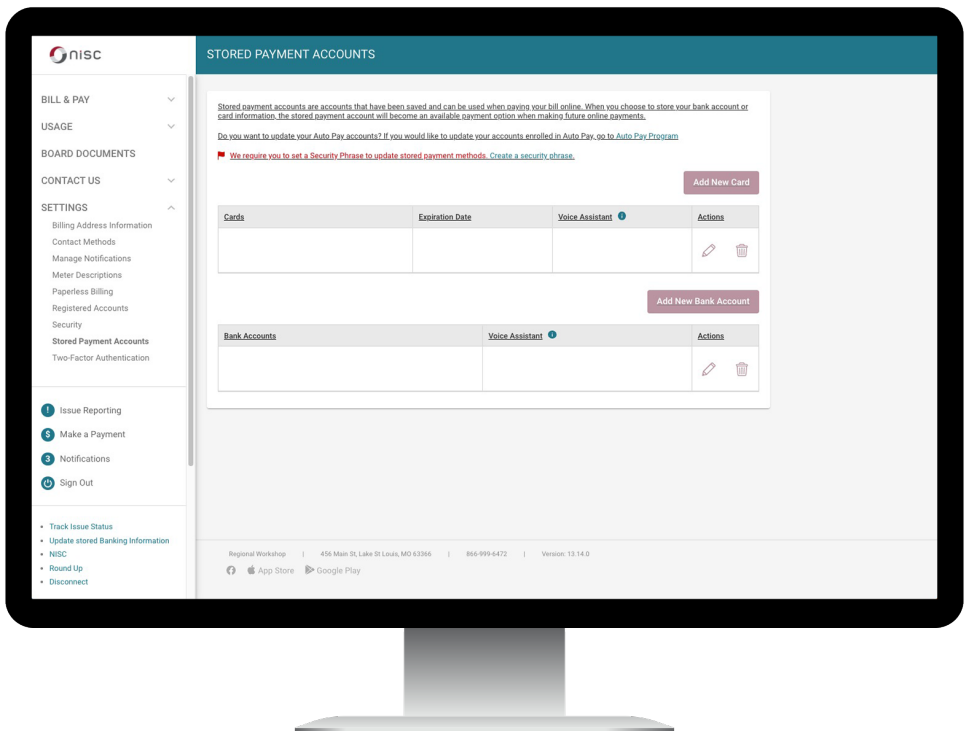 nisc
STORED PAYMENT ACCOUNTS
BILL & PAY
USAGE
BOARD DOCUMENTS
CONTACT US
SETTINGS
Billing Address Information
Contact Methods
Manage Notifications
Meter Descriptions
Paperless Billing
Registered Accounts
Security
Stored Payment Accounts
Two-Factor Authentication
! Issue Reporting
$ Make a Payment
3 Notifications
Sign Out
• Track Issue Status
• Update stored Banking Information
• NISC
• Round Up
• Disconnect
Stored payment accounts are accounts that have been saved and can be used when paying your bill online. When you choose to store your bank account or
card information, the stored payment account will become an available payment option when making future online payments.
Do you want to update your Auto Pay accounts? If you would like to update your accounts enrolled in Auto Pay, go to Auto Pay Program
We require you to set a Security Phrase to update stored payment methods. Create a security phrase.
Add New Card
Cards Expiration Date Voice Assistant i Actions
Add New Bank Account
Bank Accounts Voice Assistant i Actions
Regional Workshop | 456 Main St, Lake St Louis, MO 63366 | 866-999-6472 | Version: 13.14.0
App Store Google Play